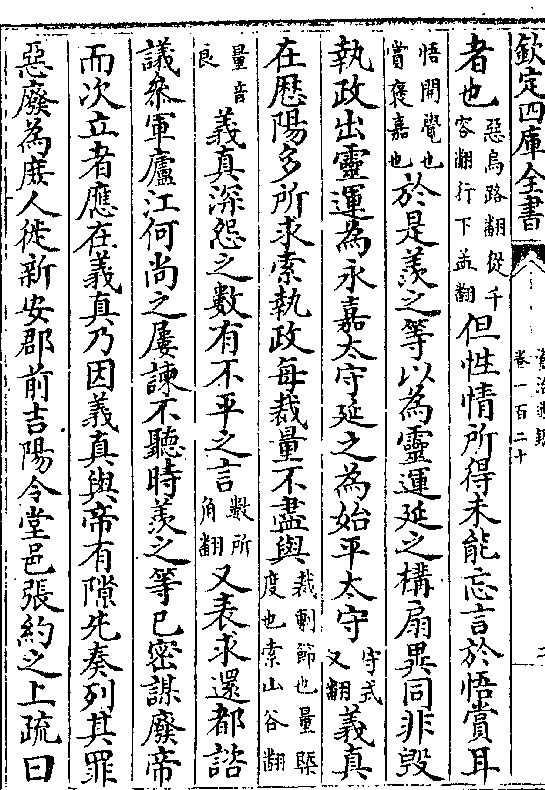 欽定四庫全書
資治通鑑
卷一百二十
二
者也惡烏路翻從千容翻行下孟翻但性情所得未能忘言於悟賞耳
悟開覺也賞褒嘉也於是羨之等以為靈運延之構扇異同非毀
執政出靈運為永嘉太守延之為始平太守守式又翻義真
在厯陽多所求索執政每裁量不盡與裁剸節也量槩度也索山谷翻
量音良義真深怨之數有不平之言數所角翻又表求還都諮
議叅軍廬江何尚之屢諫不聽時羨之等已密謀廢帝
而次立者應在義真乃因義真與帝有隙先奏列其罪
惡廢為庶人徙新安郡前吉陽令堂邑張約之上疏曰